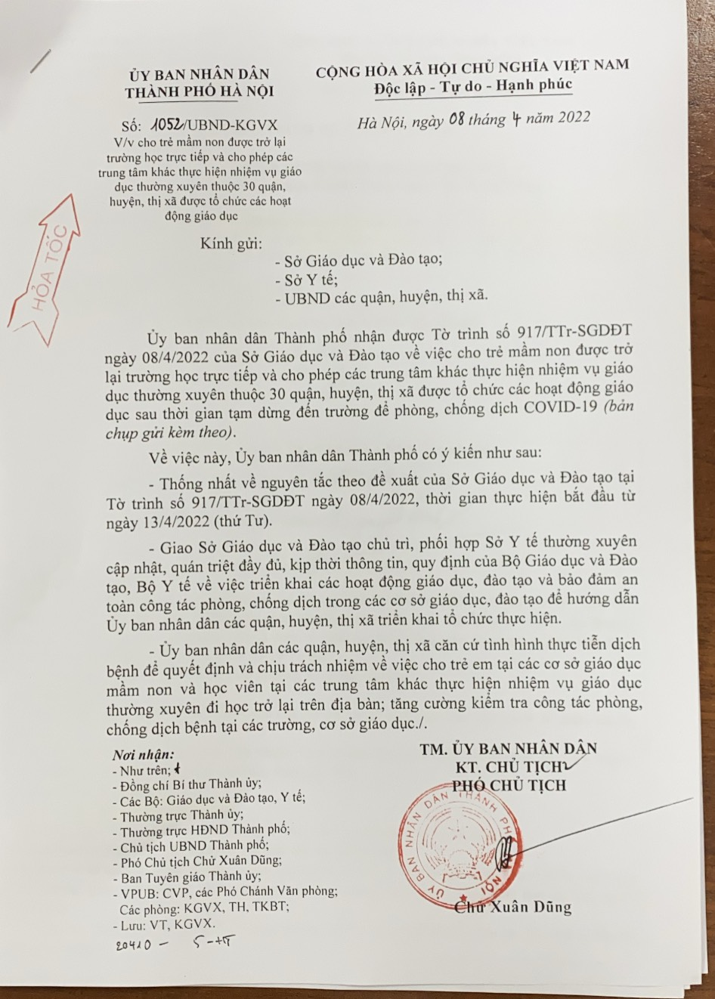 ỦY BAN NHÂN DÂN
THÀNH PHỐ HÀ NỘI
CỘNG HÒA XÃ HỘI CHỦ NGHĨA VIỆT NAM
Độc lập - Tự do - Hạnh phúc
Số: 1052/UBND-KGVX
Hà Nội, ngày 08 tháng 4 năm 2022
V/v cho trẻ mầm non được trở lại
trường học trực tiếp và cho phép các
trung tâm khác thực hiện nhiệm vụ giáo
dục thường xuyên thuộc 30 quận,
huyện, thị xã được tổ chức các hoạt
động giáo dục
HỎA TỐC
Kính gửi:
- Sở Giáo dục và Đào tạo;
- Sở Y tế;
- UBND các quận, huyện, thị xã.
Ủy ban nhân dân Thành phố nhận được Tờ trình số 917/TTr-SGDĐT
ngày 08/4/2022 của Sở Giáo dục và Đào tạo về việc cho trẻ mầm non được trở
lại trường học trực tiếp và cho phép các trung tâm khác thực hiện nhiệm vụ giáo
dục thường xuyên thuộc 30 quận, huyện, thị xã được tổ chức các hoạt động giáo
dục sau thời gian tạm dừng đến trường để phòng, chống dịch COVID-19 (bản
chụp gửi kèm theo).
Về việc này, Ủy ban nhân dân Thành phố có ý kiến như sau:
- Thống nhất về nguyên tắc theo đề xuất của Sở Giáo dục và Đào tạo tại
Tờ trình số 917/TTr-SGDĐT ngày 08/4/2022, thời gian thực hiện bắt đầu từ
ngày 13/4/2022 (thứ Tư).
- Giao Sở Giáo dục và Đào tạo chủ trì, phối hợp Sở Y tế thường xuyên
cập nhật, quán triệt đầy đủ, kịp thời thông tin, quy định của Bộ Giáo dục và Đào
tạo, Bộ Y tế về việc triển khai các hoạt động giáo dục, đào tạo và bảo đảm an
toàn công tác phòng, chống dịch trong các cơ sở giáo dục, đào tạo để hướng dẫn
Ủy ban nhân dân các quận, huyện, thị xã triển khai tổ chức thực hiện.
- Ủy ban nhân dân các quận, huyện, thị xã căn cứ tình hình thực tiễn dịch
bệnh để quyết định và chịu trách nhiệm về việc cho trẻ em tại các cơ sở giáo dục
mầm non và học viên tại các trung tâm khác thực hiện nhiệm vụ giáo dục
thường xuyên đi học trở lại trên địa bàn; tăng cường kiểm tra công tác phòng,
chống dịch bệnh tại các trường, cơ sở giáo dục./.
Nơi nhận:
- Như trên;
- Đồng chí Bí thư Thành ủy;
- Các Bộ: Giáo dục và Đào tạo, Y tế;
- Thường trực Thành ủy;
- Thường trực HĐND Thành phố;
- Chủ tịch UBND Thành phố;
- Phó Chủ tịch Chử Xuân Dũng;
- Ban Tuyên giáo Thành ủy;
- VPUB: CVP, các Phó Chánh Văn phòng;
Các phòng: KGVX, TH, TKBT;
- Lưu: VT, KGVX.
20410 -
TM. ỦY BAN NHÂN DÂN
KT. CHỦ TỊCH
PHÓ CHỦ TỊCH
ỦY BAN NHÂN DÂN THÀNH PHỐ
NỘI
Chử Xuân Dũng